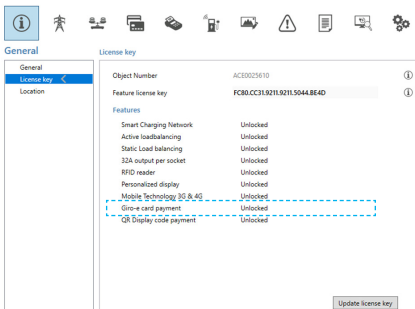 General
License key
General
License key
Location
Object Number ACE0025610
Feature license key FC80.CC31.9211.9211.5044.BE4D
Features
Smart Charging Network Unlocked
Active loadbalancing Unlocked
Static Load balancing Unlocked
32A output per socket Unlocked
RFID reader Unlocked
Personalized display Unlocked
Mobile Technology 3G & 4G Unlocked
Giro-e card payment Unlocked
QR Display code payment Unlocked
Update license key